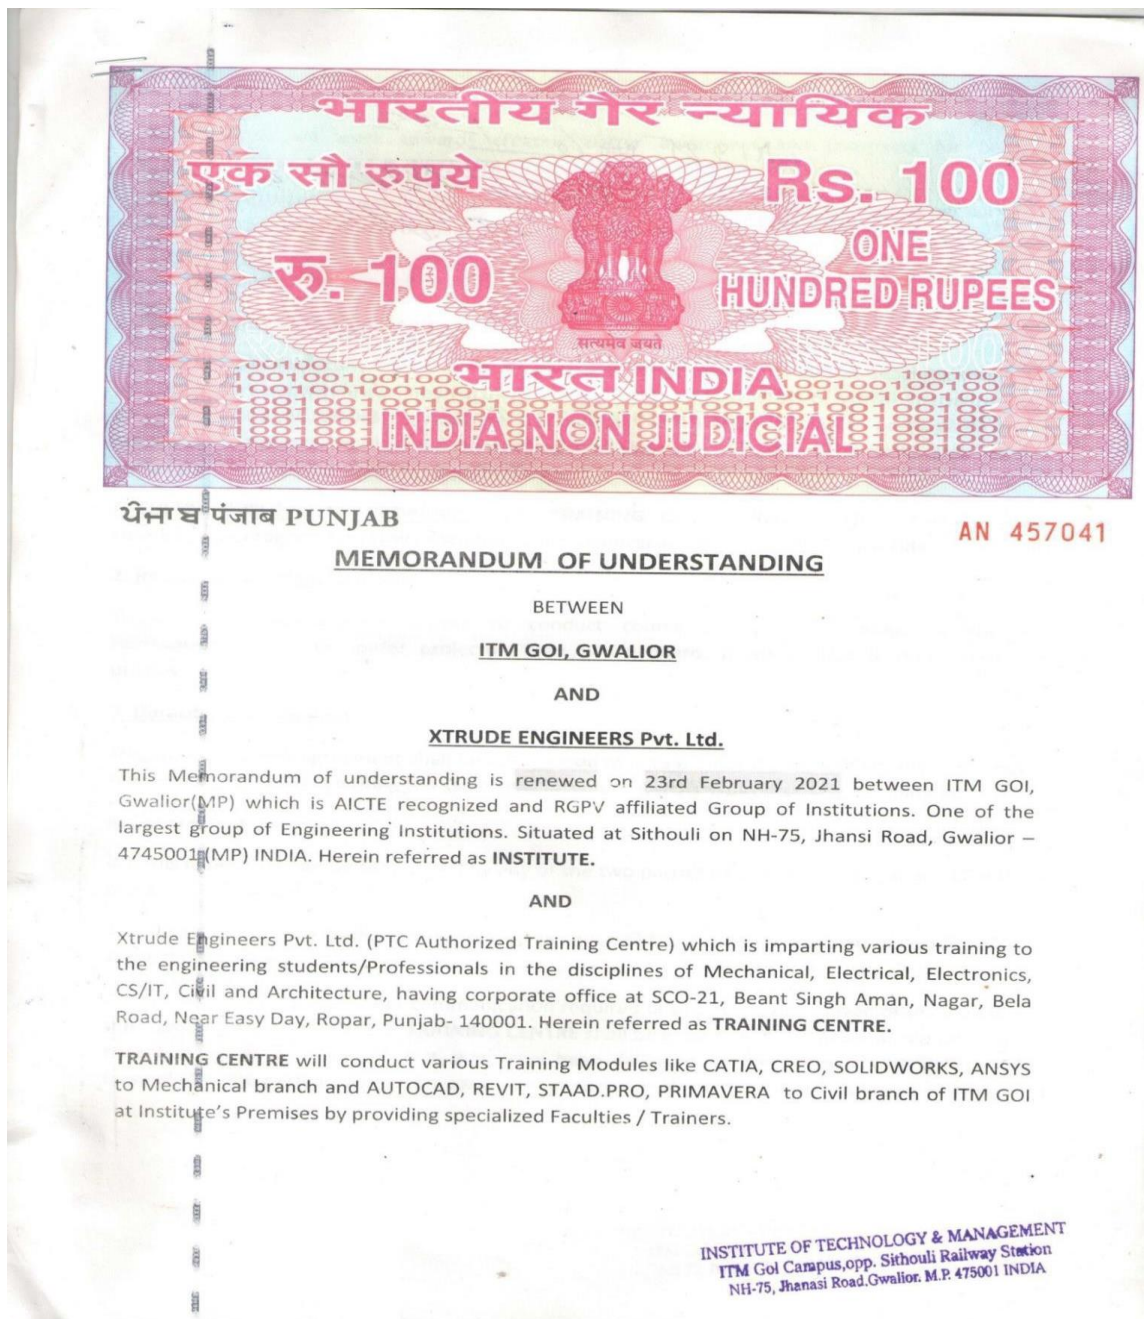 भारतीय गैर न्यायिक
एक सौ रुपये
Rs. 100
रु. 100
ONE
HUNDRED RUPEES
सत्यमेव जयते
भारत INDIA
INDIA NON JUDICIAL
ਪੰਜਾਬ पंजाब PUNJAB
AN 457041
MEMORANDUM OF UNDERSTANDING
BETWEEN
ITM GOI, GWALIOR
AND
XTRUDE ENGINEERS Pvt. Ltd.
This Memorandum of understanding is renewed on 23rd February 2021 between ITM GOI,
Gwalior(MP) which is AICTE recognized and RGPV affiliated Group of Institutions. One of the
largest group of Engineering Institutions. Situated at Sithouli on NH-75, Jhansi Road, Gwalior –
4745001 (MP) INDIA. Herein referred as INSTITUTE.
AND
Xtrude Engineers Pvt. Ltd. (PTC Authorized Training Centre) which is imparting various training to
the engineering students/Professionals in the disciplines of Mechanical, Electrical, Electronics,
CS/IT, Civil and Architecture, having corporate office at SCO-21, Beant Singh Aman, Nagar, Bela
Road, Near Easy Day, Ropar, Punjab- 140001. Herein referred as TRAINING CENTRE.
TRAINING CENTRE will conduct various Training Modules like CATIA, CREO, SOLIDWORKS, ANSYS
to Mechanical branch and AUTOCAD, REVIT, STAAD.PRO, PRIMAVERA to Civil branch of ITM GOI
at Institute's Premises by providing specialized Faculties / Trainers.
INSTITUTE OF TECHNOLOGY & MANAGEMENT
ITM GoI Campus,opp. Sithouli Railway Station
NH-75, Jhanasi Road.Gwalior. M.P. 475001 INDIA